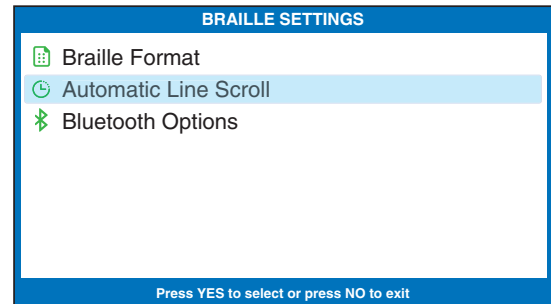 BRAILLE SETTINGS
Braille Format
Automatic Line Scroll
Bluetooth Options
Press YES to select or press NO to exit